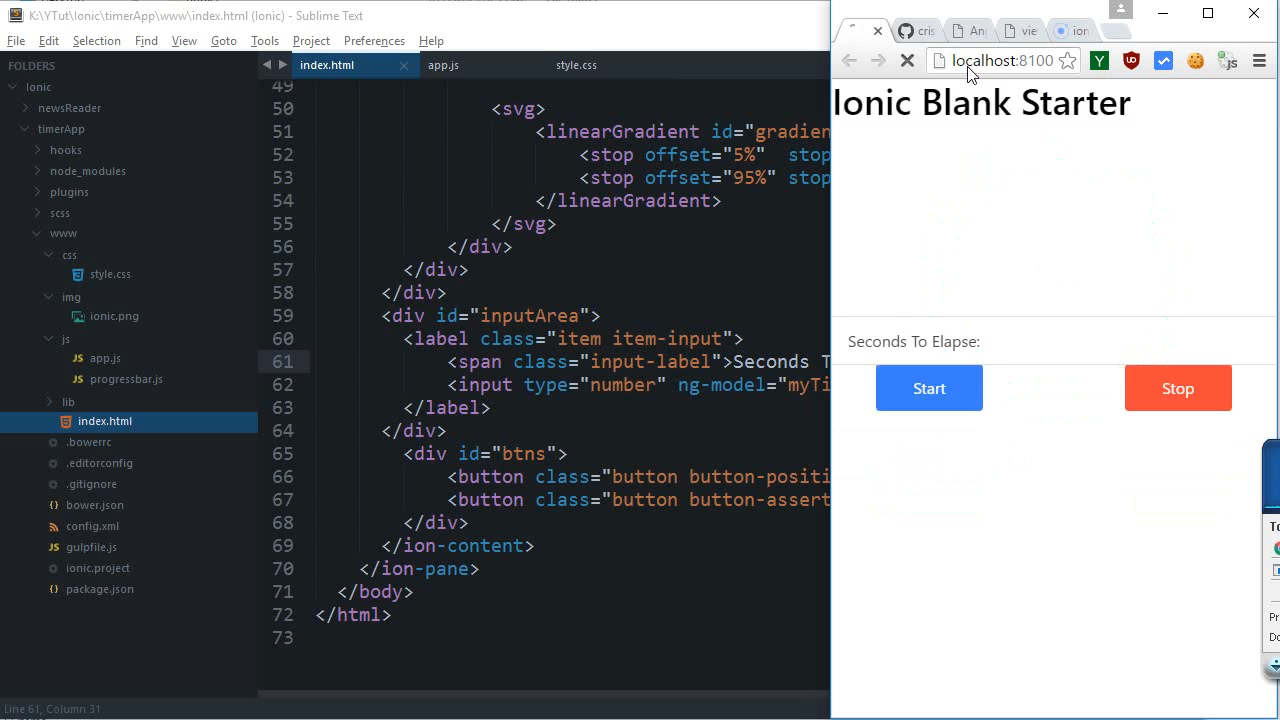 K:\YTut\Ionic\timerApp\www\index.html (Ionic) - Sublime Text
File Edit Selection Find View Goto Tools Project Preferences Help
FOLDERS
Ionic
newsReader
timerApp
hooks
node_modules
plugins
scss
www
css
style.css
img
ionic.png
js
app.js
progressbar.js
lib
index.html
.bowerrc
.editorconfig
.gitignore
bower.json
config.xml
gulpfile.js
ionic.project
package.json
index.html app.js style.css
49
50 <svg>
51 <linearGradient id="gradien
52 <stop offset="5%" stop
53 <stop offset="95%" stop
54 </linearGradient>
55 </svg>
56 </div>
57 </div>
58 </div>
59 <div id="inputArea">
60 <label class="item item-input">
61 <span class="input-label">Seconds T
62 <input type="number" ng-model="myTi
63 </label>
64 </div>
65 <div id="btns">
66 <button class="button button-positi
67 <button class="button button-assert
68 </div>
69 </ion-content>
70 </ion-pane>
71 </body>
72 </html>
73
Line 61, Column 31
cris An vie ion
localhost:8100
Ionic Blank Starter
Seconds To Elapse:
Start Stop
To
Pr
Do